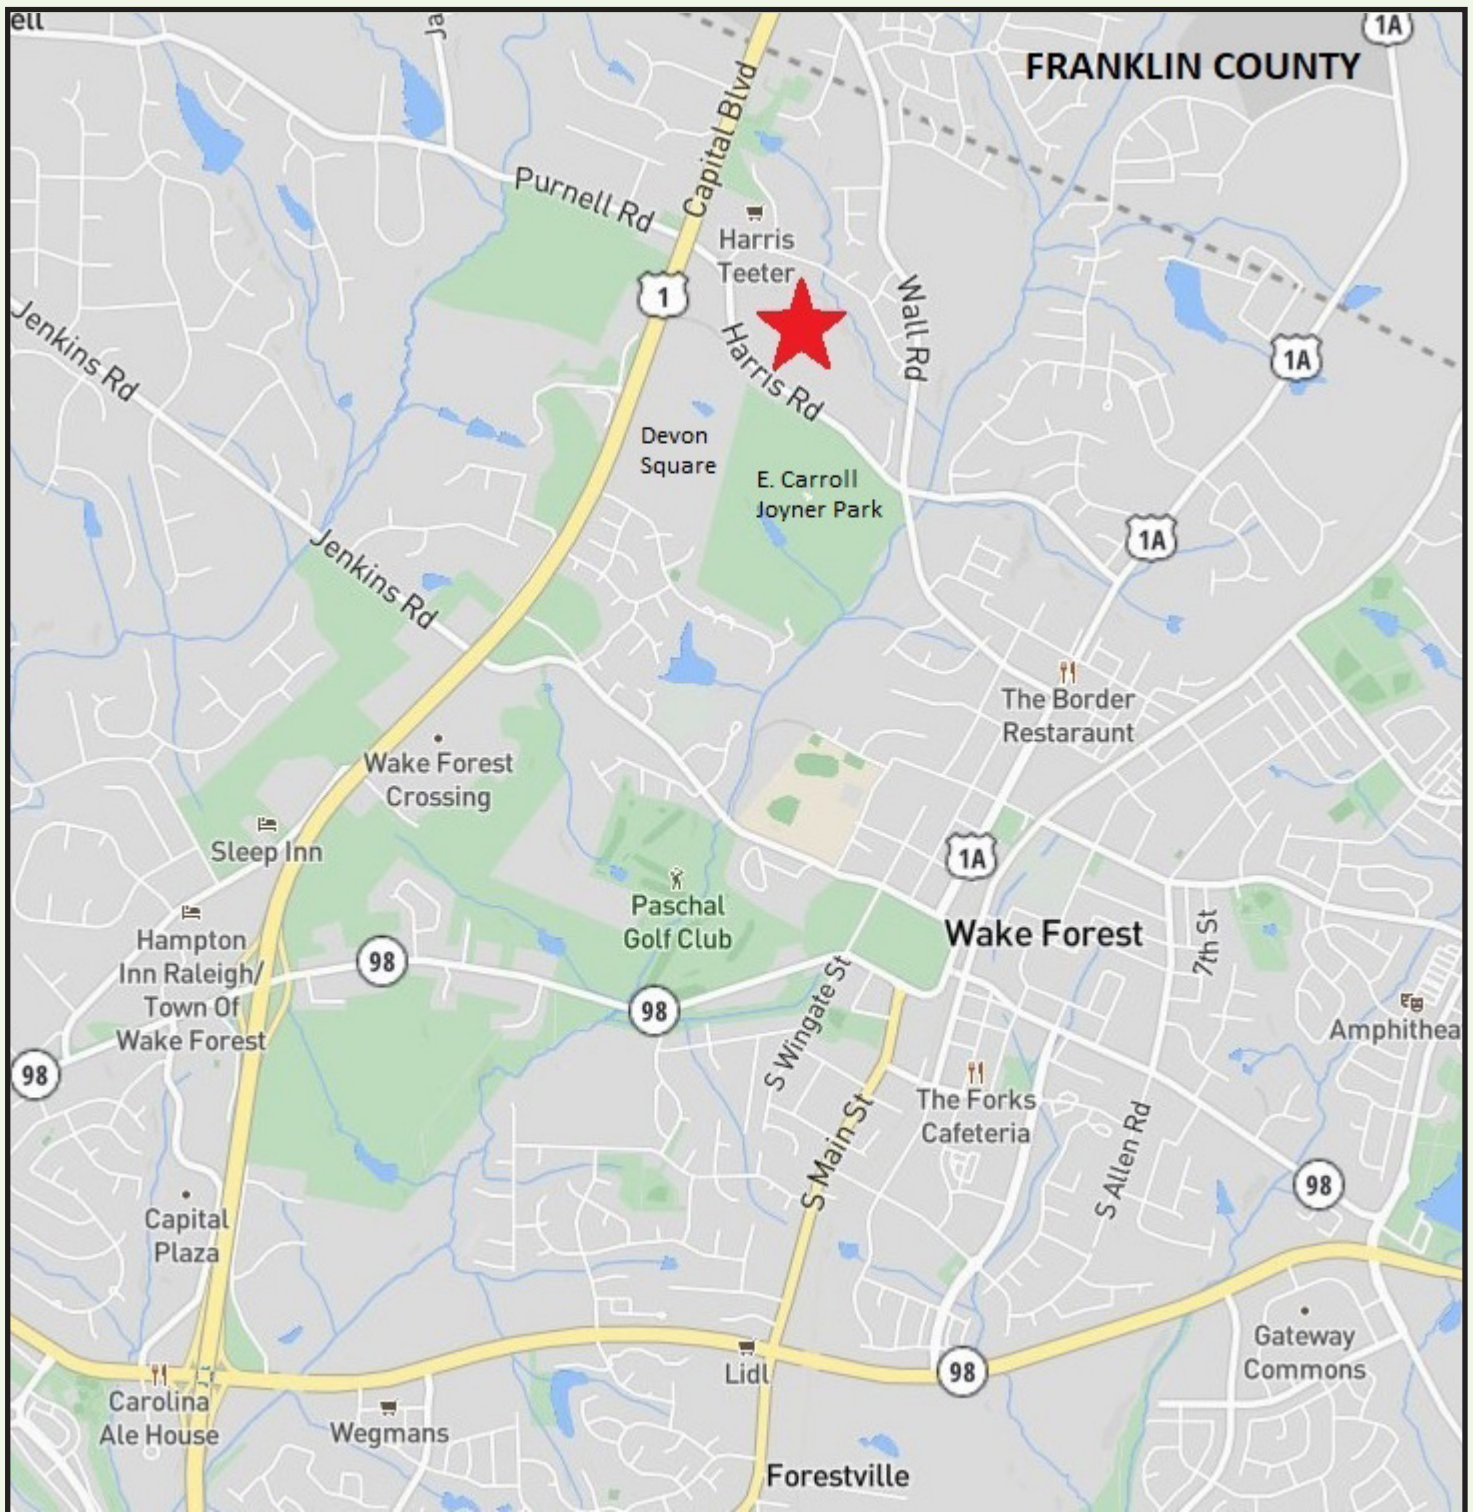 ell
Ja
1A
FRANKLIN COUNTY
Capital Blvd
Purnell Rd
Harris
Teeter
1
Wall Rd
Jenkins Rd
Harris Rd
1A
Devon
Square
E. Carroll
Joyner Park
1A
Jenkins Rd
The Border
Restaraunt
Wake Forest
Crossing
Sleep Inn
1A
Paschal
Golf Club
Wake Forest
7th St
Hampton
Inn Raleigh/
Town Of
Wake Forest
98
98
S Wingate St
Amphithea
98
The Forks
Cafeteria
S Main St
S Allen Rd
98
Capital
Plaza
Gateway
Commons
Lidl
98
Carolina
Ale House
Wegmans
Forestville